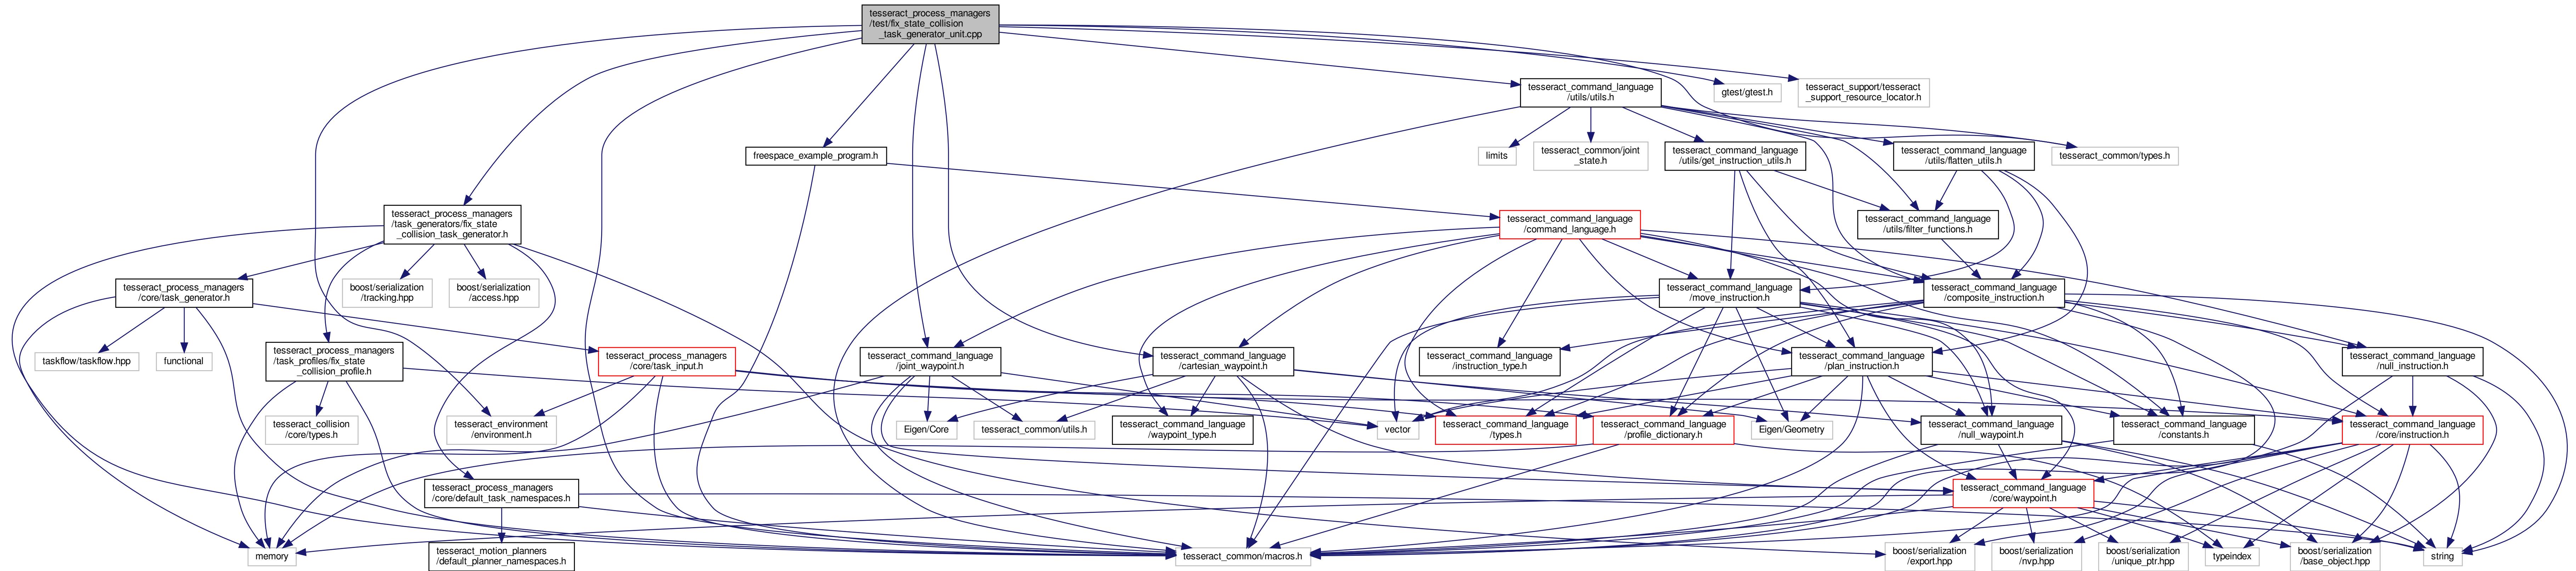 tesseract_process_managers
/test/fix_state_collision
_task_generator_unit.cpp
tesseract_command_language
/utils/utils.h
gtest/gtest.h
tesseract_support/tesseract
_support_resource_locator.h
freespace_example_program.h
limits
tesseract_common/joint
_state.h
tesseract_command_language
/utils/get_instruction_utils.h
tesseract_command_language
/utils/flatten_utils.h
tesseract_common/types.h
tesseract_process_managers
/task_generators/fix_state
_collision_task_generator.h
tesseract_command_language
/command_language.h
tesseract_command_language
/utils/filter_functions.h
tesseract_process_managers
/core/task_generator.h
boost/serialization
/tracking.hpp
boost/serialization
/access.hpp
tesseract_command_language
/move_instruction.h
tesseract_command_language
/composite_instruction.h
taskflow/taskflow.hpp
functional
tesseract_process_managers
/task_profiles/fix_state
_collision_profile.h
tesseract_process_managers
/core/task_input.h
tesseract_command_language
/joint_waypoint.h
tesseract_command_language
/cartesian_waypoint.h
tesseract_command_language
/instruction_type.h
tesseract_command_language
/plan_instruction.h
tesseract_command_language
/null_instruction.h
tesseract_collision
/core/types.h
tesseract_environment
/environment.h
Eigen/Core
tesseract_common/utils.h
tesseract_command_language
/waypoint_type.h
vector
tesseract_command_language
/types.h
tesseract_command_language
/profile_dictionary.h
Eigen/Geometry
tesseract_command_language
/null_waypoint.h
tesseract_command_language
/constants.h
tesseract_command_language
/core/instruction.h
tesseract_process_managers
/core/default_task_namespaces.h
tesseract_command_language
/core/waypoint.h
memory
tesseract_motion_planners
/default_planner_namespaces.h
tesseract_common/macros.h
boost/serialization
/export.hpp
boost/serialization
/nvp.hpp
boost/serialization
/unique_ptr.hpp
typeindex
boost/serialization
/base_object.hpp
string